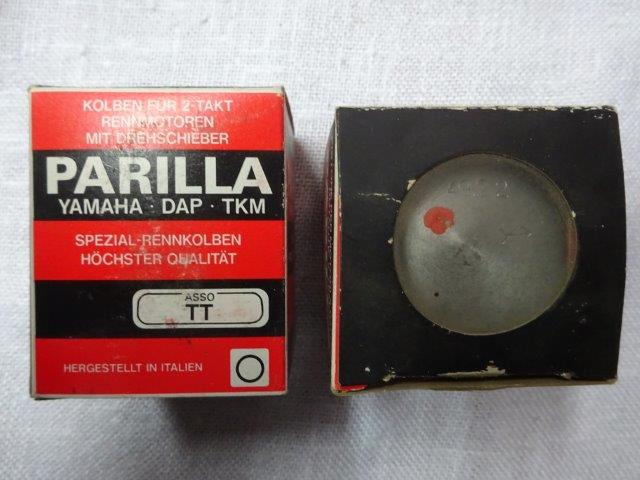 KOLBEN FÜR 2-TAKT
RENNMOTOREN
MIT DREHSCHIEBER
PARILLA
YAMAHA · DAP · TKM
SPEZIAL-RENNKOLBEN
HÖCHSTER QUALITÄT
ASSO
TT
HERGESTELLT IN ITALIEN